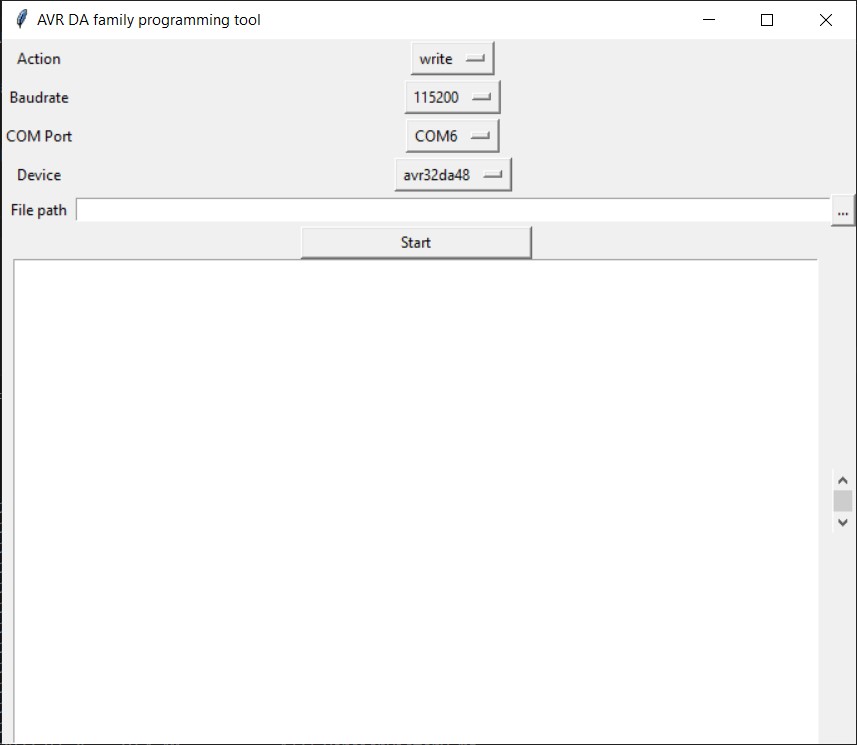 AVR DA family programming tool
Action write
Baudrate 115200
COM Port COM6
Device avr32da48
File path ...
Start